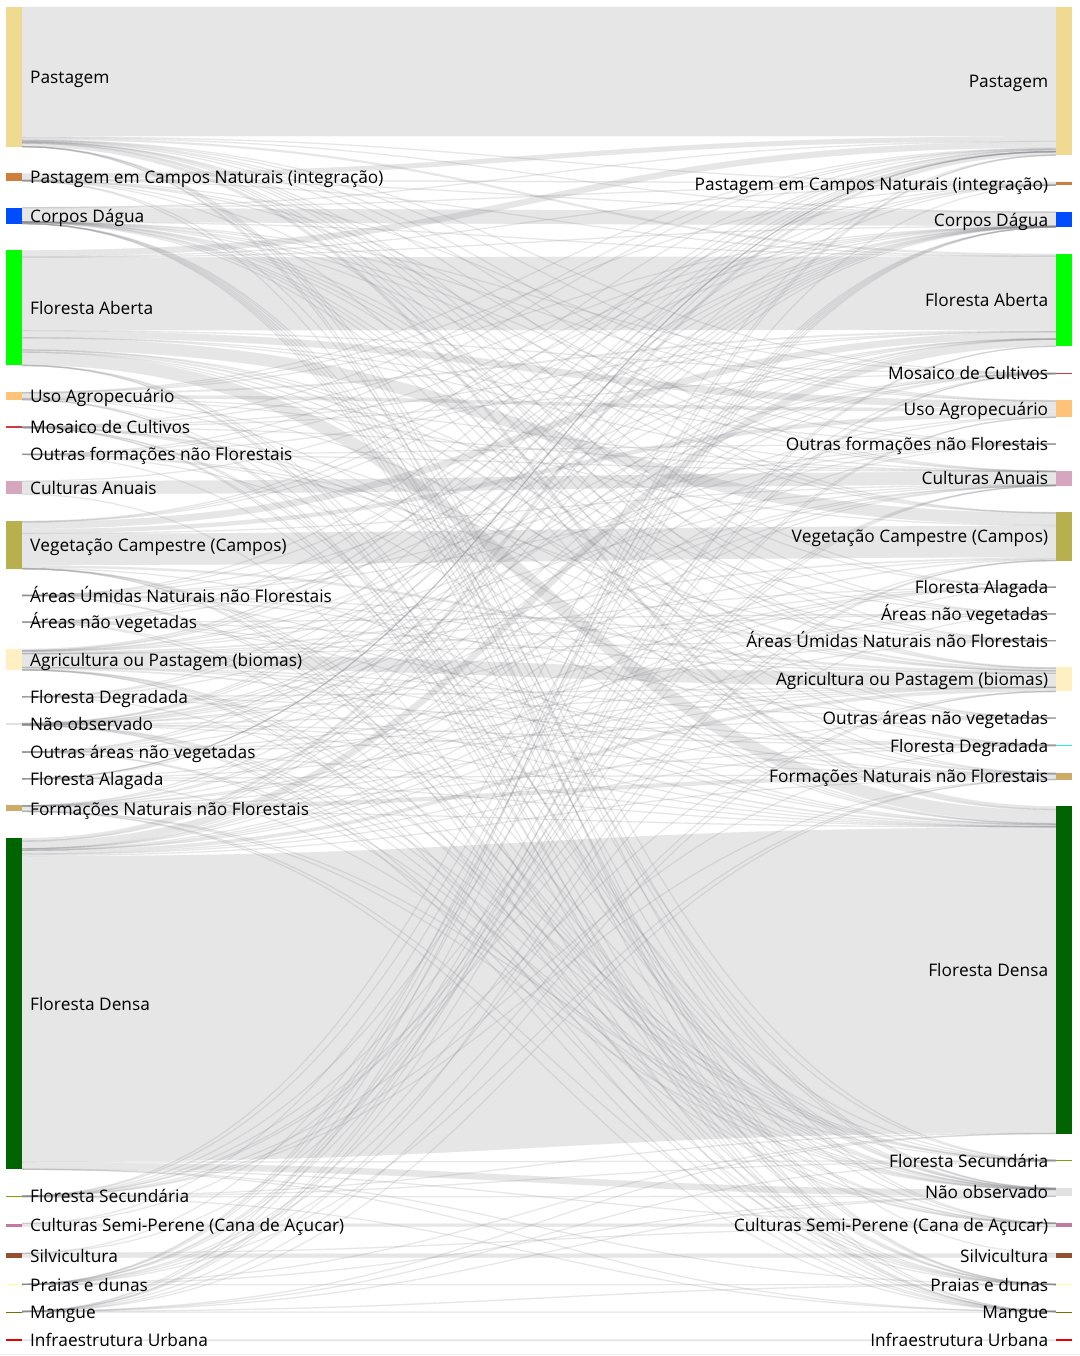 Pastagem
Pastagem em Campos Naturais (integração)
Corpos Dágua
Floresta Aberta
Uso Agropecuário
Mosaico de Cultivos
Outras formações não Florestais
Culturas Anuais
Vegetação Campestre (Campos)
Áreas Úmidas Naturais não Florestais
Áreas não vegetadas
Agricultura ou Pastagem (biomas)
Floresta Degradada
Não observado
Outras áreas não vegetadas
Floresta Alagada
Formações Naturais não Florestais
Floresta Densa
Floresta Secundária
Culturas Semi-Perene (Cana de Açucar)
Silvicultura
Praias e dunas
Mangue
Infraestrutura Urbana
Pastagem
Pastagem em Campos Naturais (integração)
Corpos Dágua
Floresta Aberta
Mosaico de Cultivos
Uso Agropecuário
Outras formações não Florestais
Culturas Anuais
Vegetação Campestre (Campos)
Floresta Alagada
Áreas não vegetadas
Áreas Úmidas Naturais não Florestais
Agricultura ou Pastagem (biomas)
Outras áreas não vegetadas
Floresta Degradada
Formações Naturais não Florestais
Floresta Densa
Floresta Secundária
Não observado
Culturas Semi-Perene (Cana de Açucar)
Silvicultura
Praias e dunas
Mangue
Infraestrutura Urbana